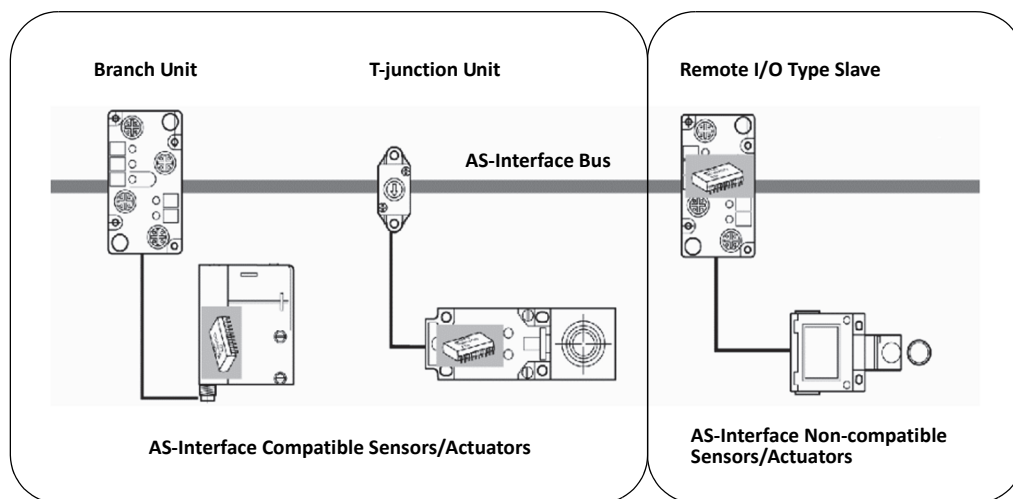 Branch Unit
T-junction Unit
Remote I/O Type Slave
AS-Interface Bus
AS-Interface Compatible Sensors/Actuators
AS-Interface Non-compatible
Sensors/Actuators